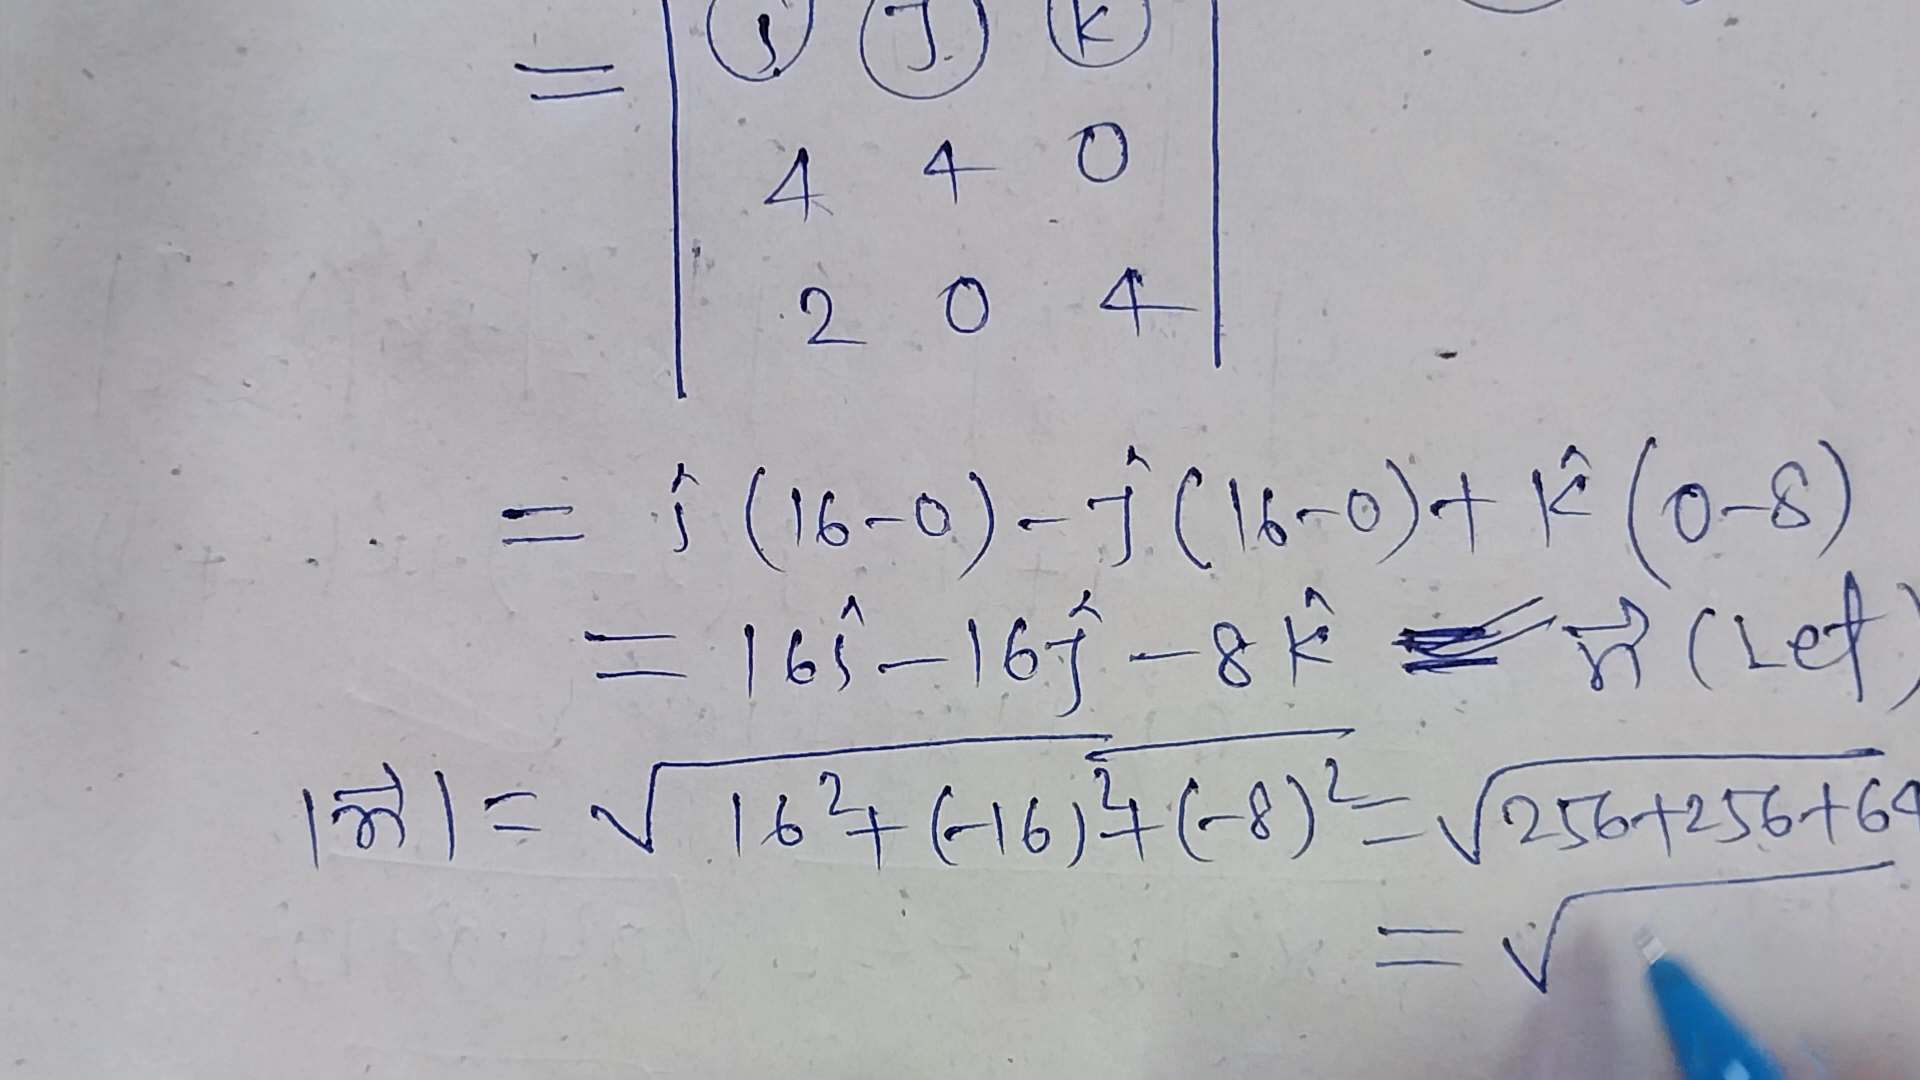 = | î ĵ k̂ |
| 4 4 0 |
| 2 0 4 |
= î (16-0) - ĵ (16-0) + k̂ (0-8)
= 16î - 16ĵ - 8k̂ = n⃗ (Let)
|n⃗| = √(16² + (-16)² + (-8)²) = √(256+256+64
= √